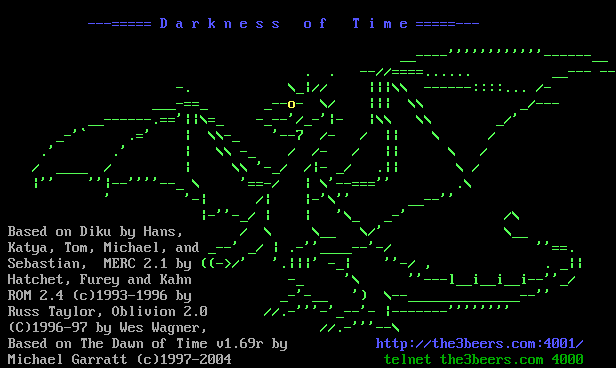 Darkness of Time
Based on Diku by Hans,
Katya, Tom, Michael, and
Sebastian, MERC 2.1 by
Hatchet, Furey and Kahn
ROM 2.4 (c)1993-1996 by
Russ Taylor, Oblivion 2.0
(C)1996-97 by Wes Wagner,
Based on The Dawn of Time v1.69r by
Michael Garratt (c)1997-2004
http://the3beers.com:4001/
telnet the3beers.com 4000